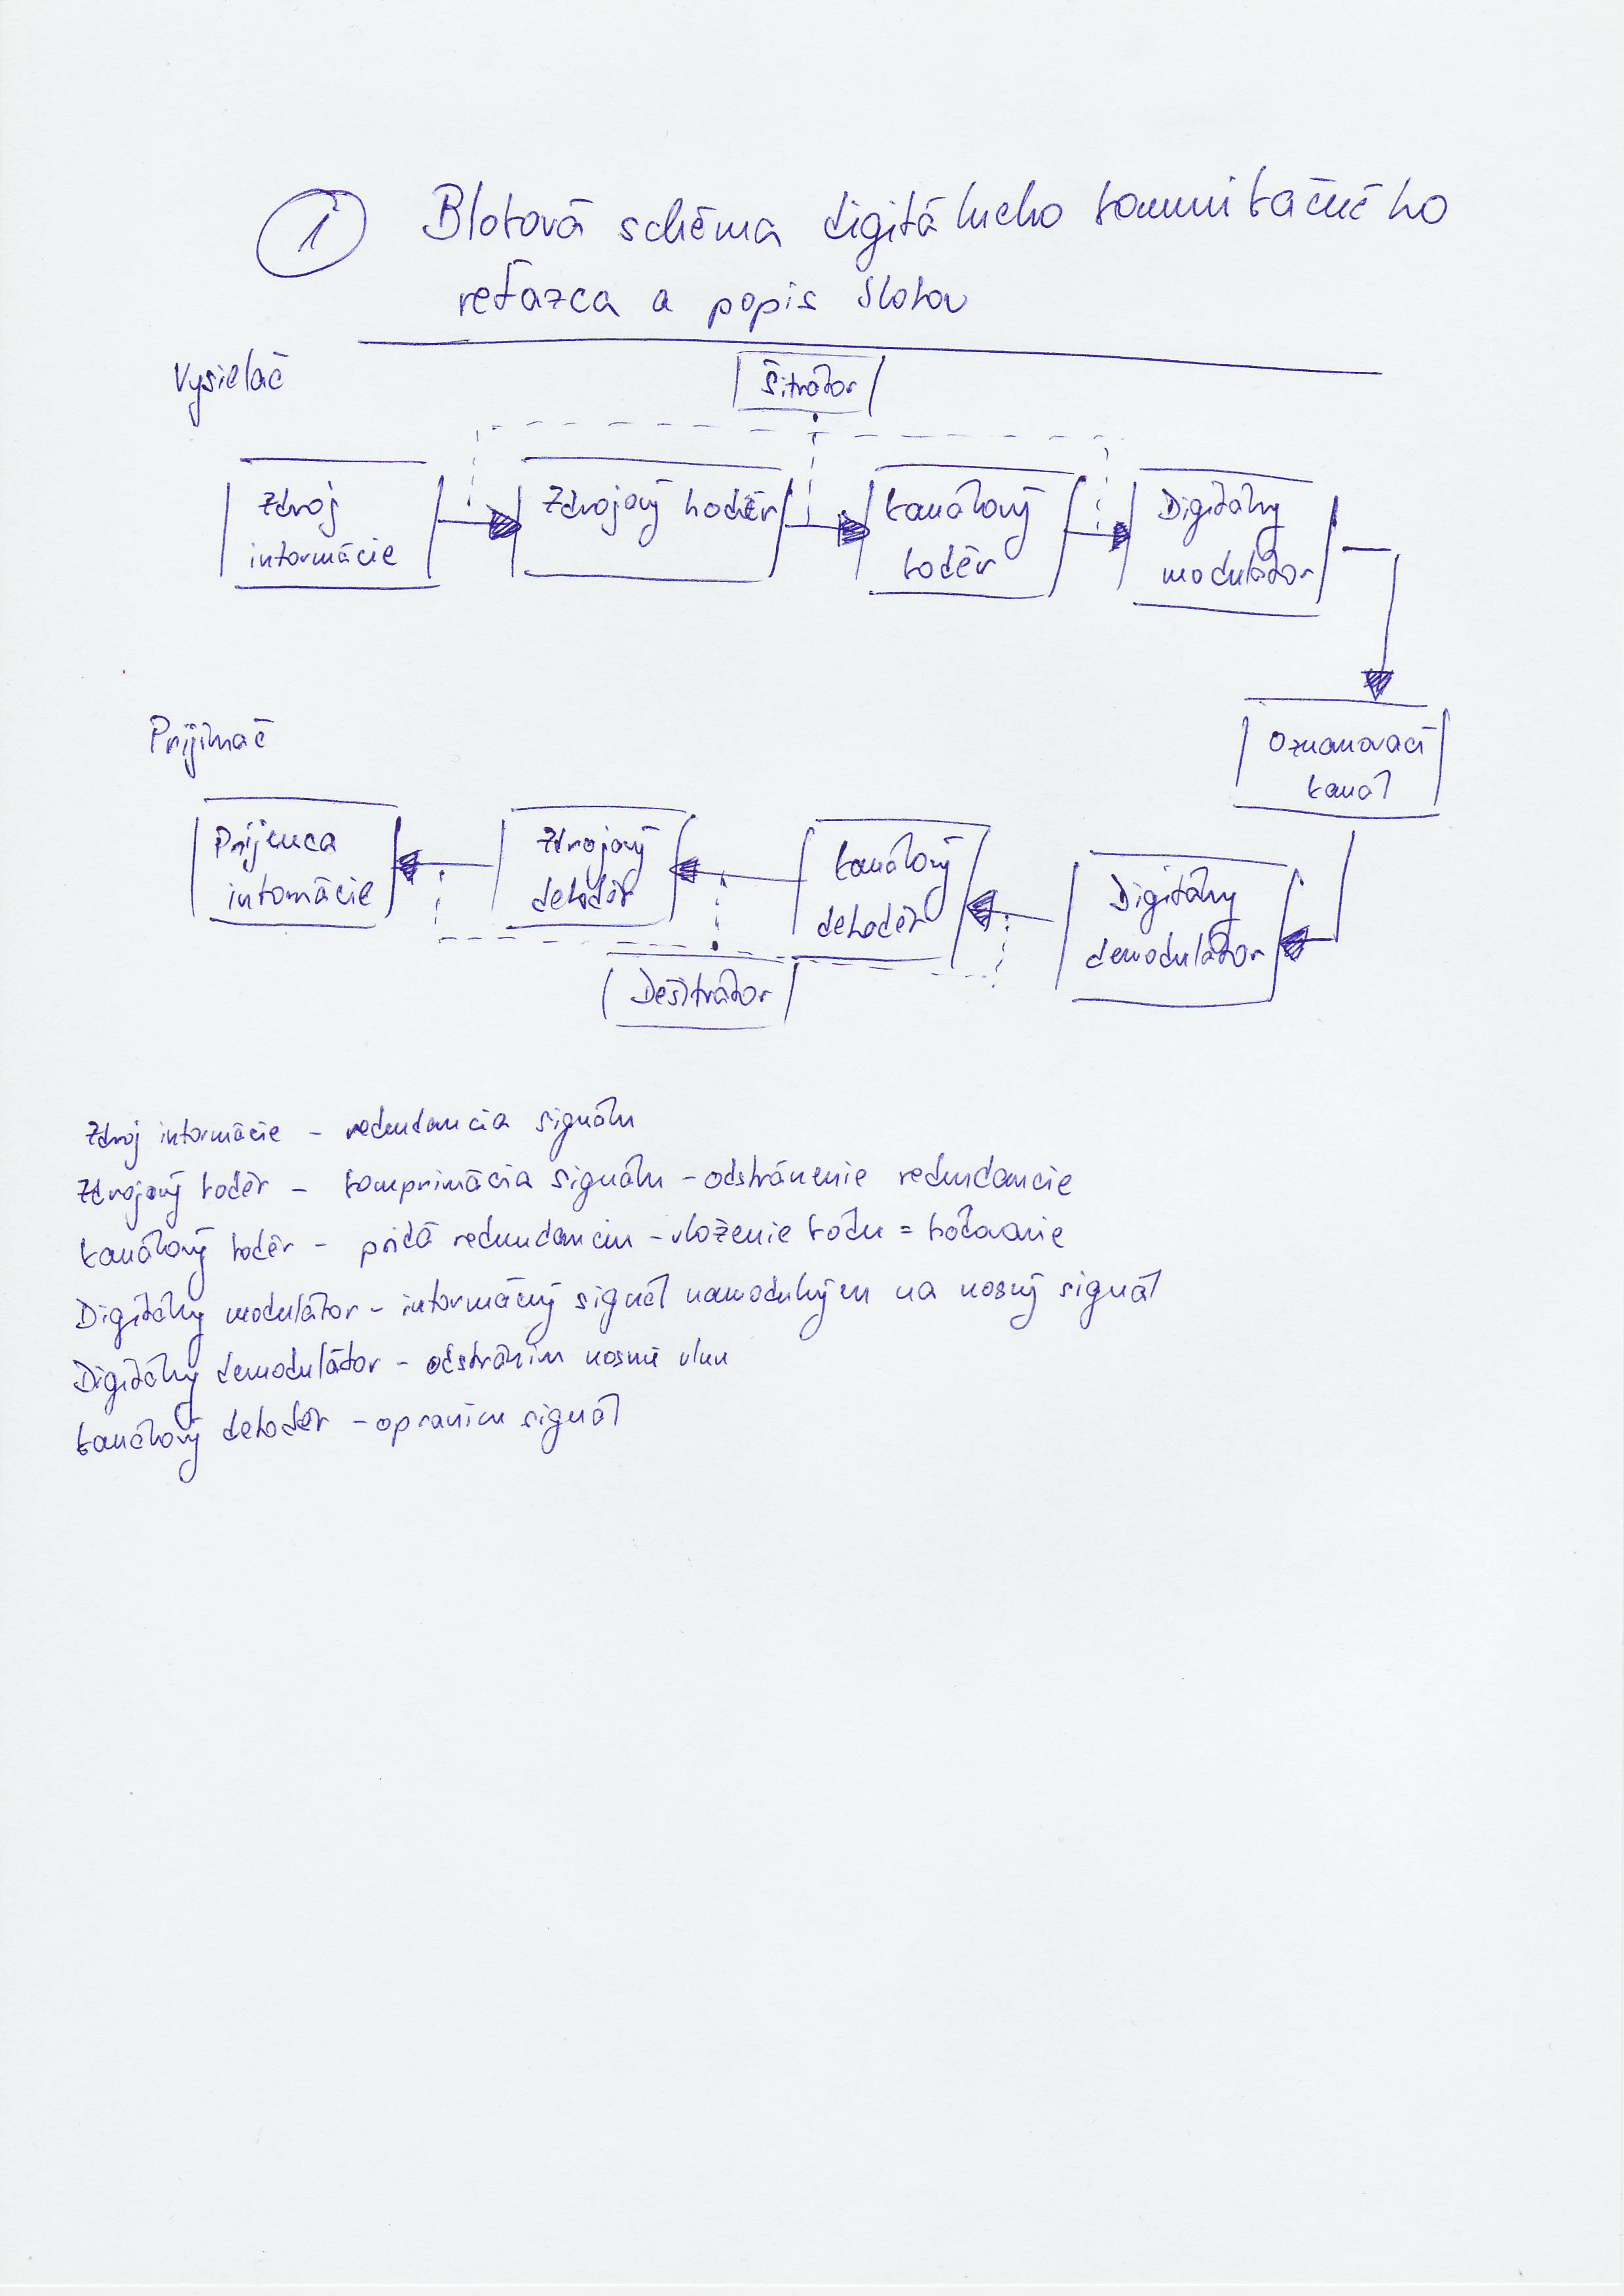 1 Bloková schéma digitálneho komunikačného
reťazca a popis blokov
Vysielač
Šifrátor
Zdroj
informácie
Zdrojový kodér
Kanálový
kodér
Digitálny
modulátor
Prijímač
Oznamovací
kanál
Príjemca
informácie
Zdrojový
dekodér
Kanálový
dekodér
Digitálny
demodulátor
Dešifrátor
Zdroj informácie - redundancia signálu
Zdrojový kodér - komprimácia signálu - odstránenie redundancie
Kanálový kodér - pridá redundanciu - vloženie kódu = kódovanie
Digitálny modulátor - informáčný signál namodulujem na nosný signál
Digitálny demodulátor - odstránim nosnú vlnu
Kanálový dekodér - opravím signál